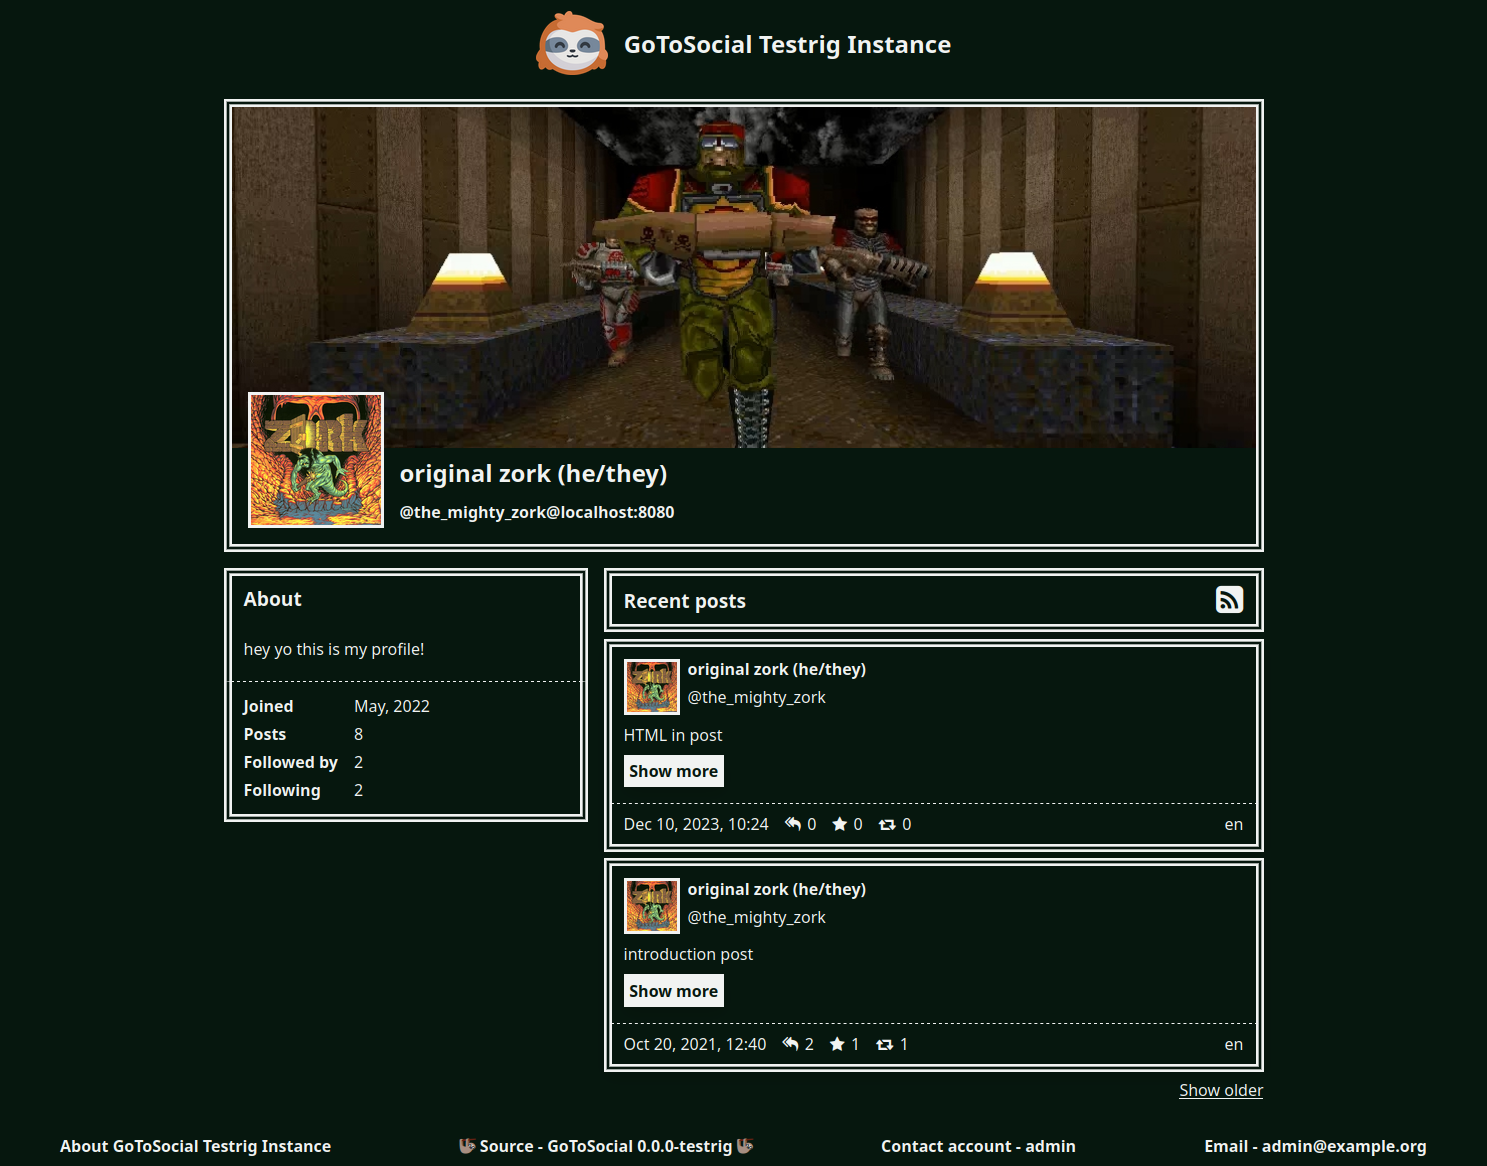 GoToSocial Testrig Instance
ZORK
original zork (he/they)
@the_mighty_zork@localhost:8080
About
hey yo this is my profile!
Joined May, 2022
Posts 8
Followed by 2
Following 2
Recent posts
ZORK
original zork (he/they)
@the_mighty_zork
HTML in post
Show more
Dec 10, 2023, 10:24 0 0 0 en
ZORK
original zork (he/they)
@the_mighty_zork
introduction post
Show more
Oct 20, 2021, 12:40 2 1 1 en
Show older
About GoToSocial Testrig Instance
Source - GoToSocial 0.0.0-testrig
Contact account - admin
Email - admin@example.org